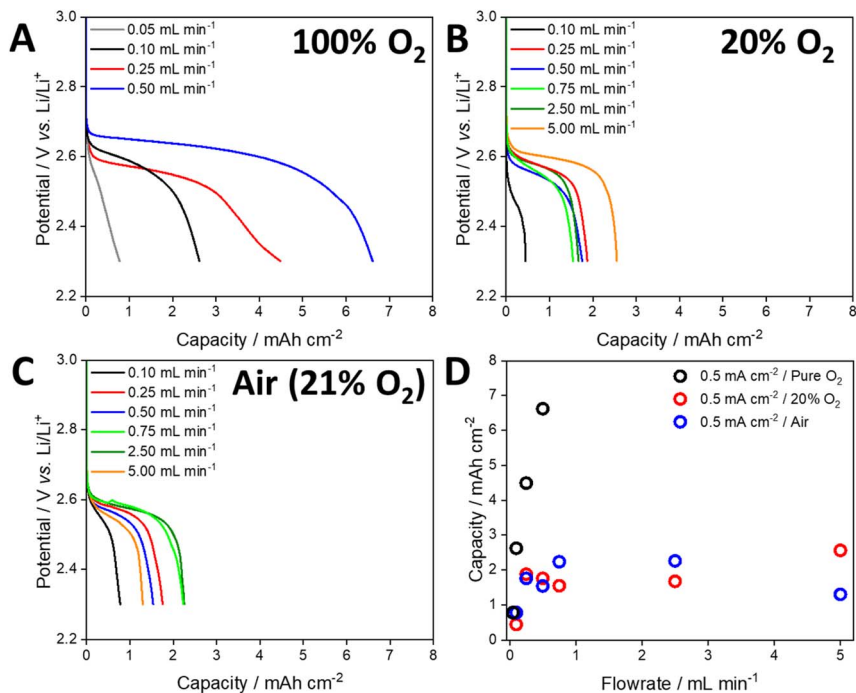 A
100% O2
0.05 mL min-1
0.10 mL min-1
0.25 mL min-1
0.50 mL min-1
3.0
2.8
2.6
2.4
2.2
Potential / V vs. Li/Li+
0 1 2 3 4 5 6 7 8
Capacity / mAh cm-2
B
20% O2
0.10 mL min-1
0.25 mL min-1
0.50 mL min-1
0.75 mL min-1
2.50 mL min-1
5.00 mL min-1
3.0
2.8
2.6
2.4
2.2
Potential / V vs. Li/Li+
0 1 2 3 4 5 6 7 8
Capacity / mAh cm-2
C
Air (21% O2)
0.10 mL min-1
0.25 mL min-1
0.50 mL min-1
0.75 mL min-1
2.50 mL min-1
5.00 mL min-1
3.0
2.8
2.6
2.4
2.2
Potential / V vs. Li/Li+
0 1 2 3 4 5 6 7 8
Capacity / mAh cm-2
D
0.5 mA cm-2 / Pure O2
0.5 mA cm-2 / 20% O2
0.5 mA cm-2 / Air
8
7
6
5
4
3
2
1
0
Capacity / mAh cm-2
0 1 2 3 4 5
Flowrate / mL min-1